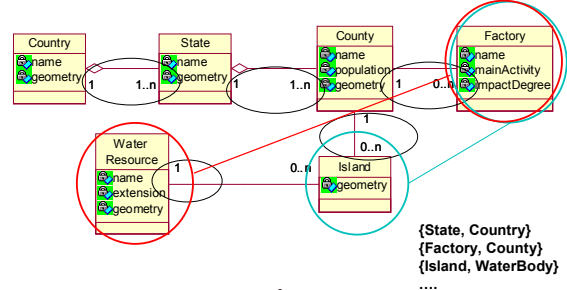 Country
name
geometry
State
name
geometry
County
name
population
geometry
Factory
name
mainActivity
impactDegree
1
1..n
1
1..n
1
0..n
1
0..n
Water
Resource
name
extension
geometry
1
0..n
Island
geometry
{State, Country}
{Factory, County}
{Island, WaterBody}
....